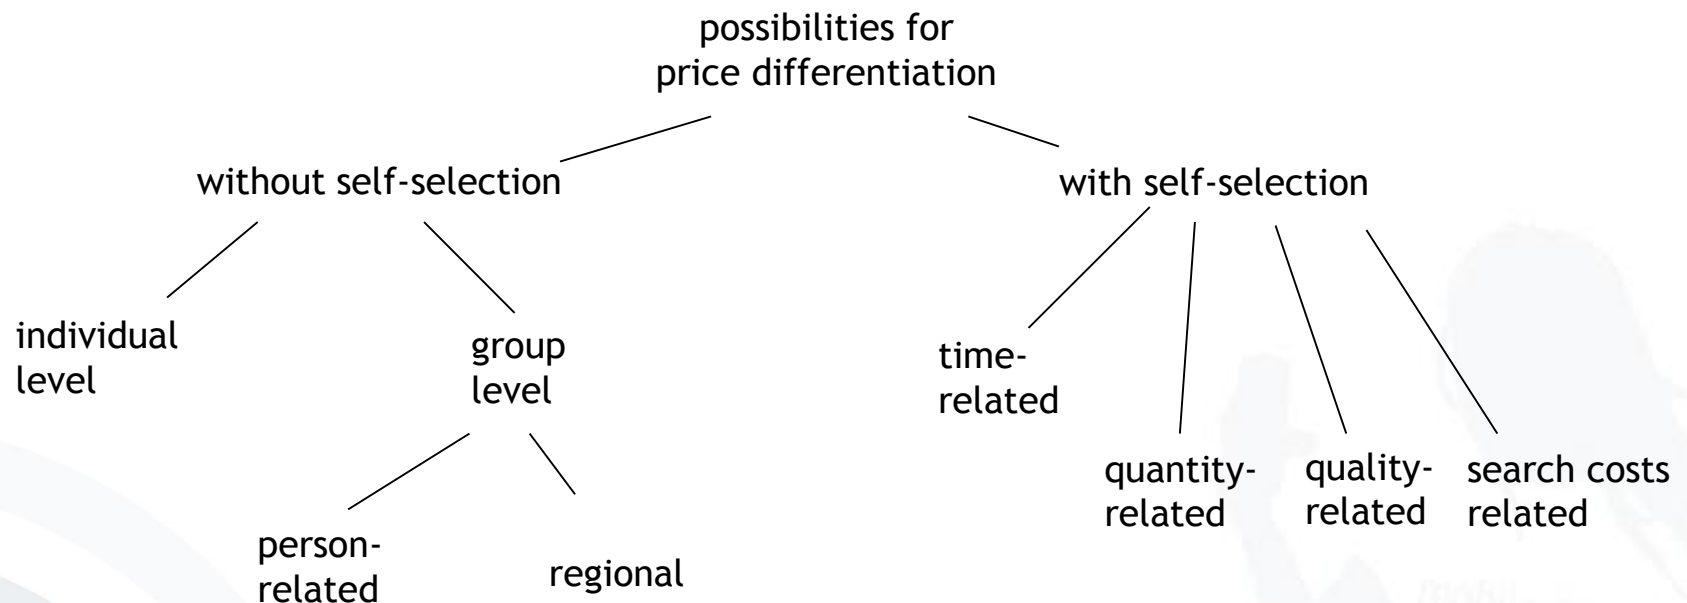 possibilities for
price differentiation
without self-selection
with self-selection
individual
level
group
level
time-
related
quantity-
related
quality-
related
search costs
related
person-
related
regional